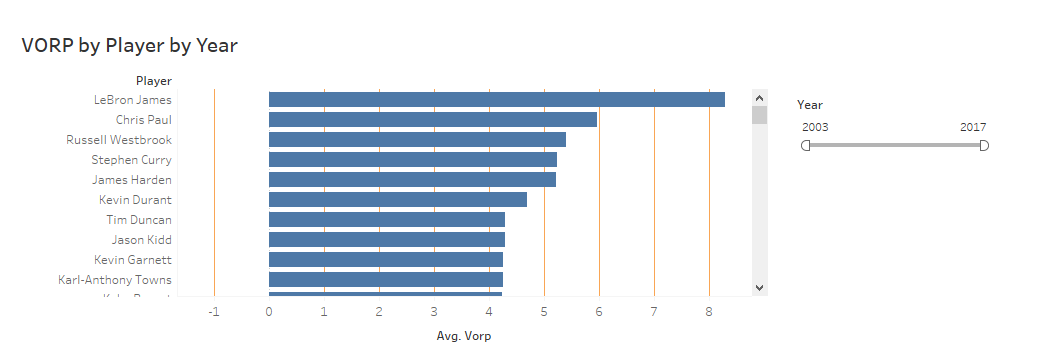 VORP by Player by Year
Player
LeBron James
Chris Paul
Russell Westbrook
Stephen Curry
James Harden
Kevin Durant
Tim Duncan
Jason Kidd
Kevin Garnett
Karl-Anthony Towns
-1 0 1 2 3 4 5 6 7 8
Avg. Vorp
Year
2003 2017